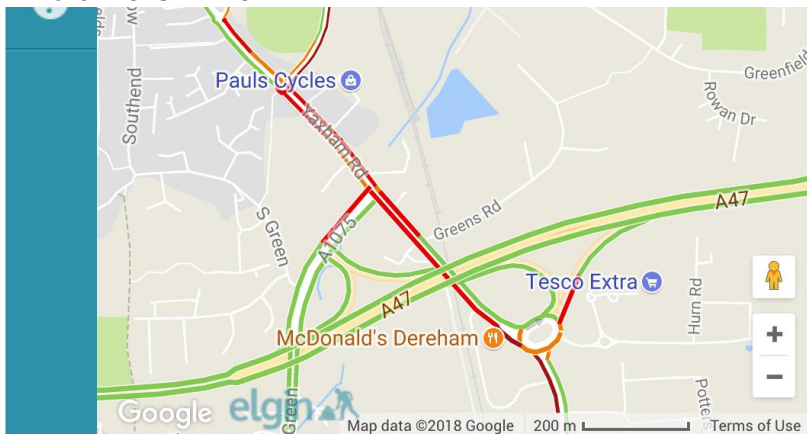 Southend
Pauls Cycles
Greenfield
Rowan Dr
Yaxham Rd
S Green
Greens Rd
A1075
A47
Tesco Extra
A47
Hurn Rd
McDonald's Dereham
Green
Google
elgin
Map data ©2018 Google
200 m
Terms of Use